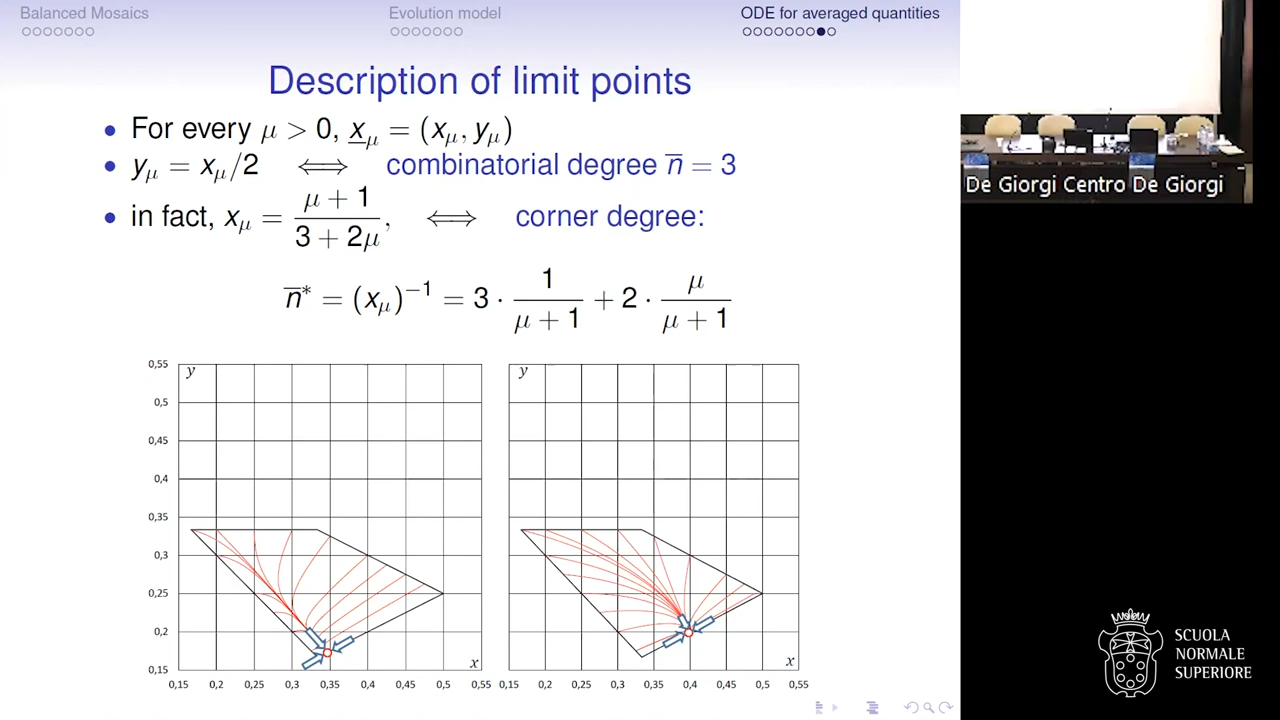 Balanced Mosaics Evolution model ODE for averaged quantities
Description of limit points
• For every μ > 0, x̲_μ = (x_μ, y_μ)
• y_μ = x_μ/2 ⟺ combinatorial degree n̅ = 3
• in fact, x_μ = (μ + 1)/(3 + 2μ), ⟺ corner degree:
n̅* = (x_μ)⁻¹ = 3 · 1/(μ + 1) + 2 · μ/(μ + 1)
0,55
0,5
0,45
0,4
0,35
0,3
0,25
0,2
0,15
y
x
0,15 0,2 0,25 0,3 0,35 0,4 0,45 0,5 0,55
y
x
0,15 0,2 0,25 0,3 0,35 0,4 0,45 0,5 0,55
De Giorgi Centro De Giorgi
SCUOLA
NORMALE
SUPERIORE